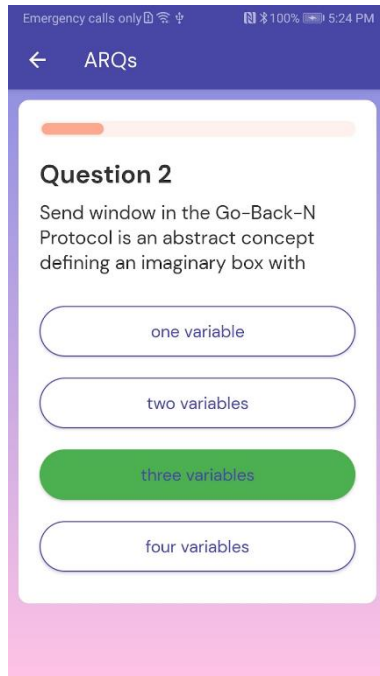 Emergency calls only 100% 5:24 PM
ARQs
Question 2
Send window in the Go-Back-N
Protocol is an abstract concept
defining an imaginary box with
one variable
two variables
three variables
four variables